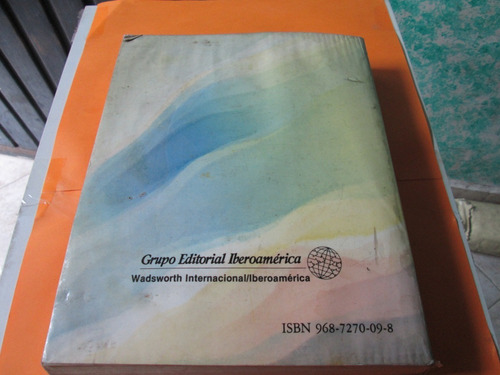 Grupo Editorial Iberoamérica
Wadsworth Internacional/Iberoamérica
ISBN 968-7270-09-8